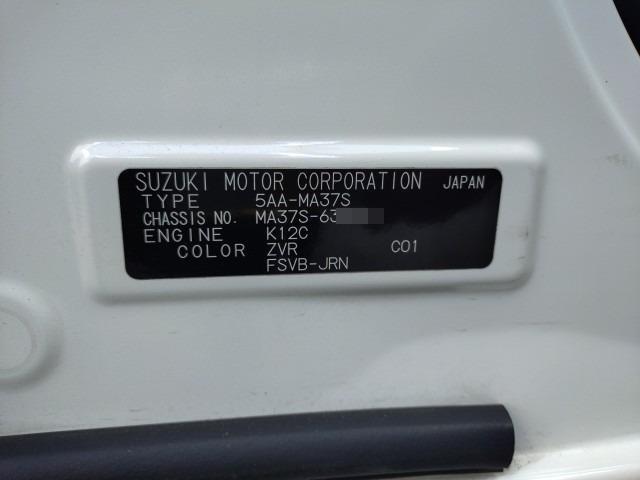 SUZUKI MOTOR CORPORATION JAPAN
TYPE 5AA-MA37S
CHASSIS NO. MA37S-63
ENGINE K12C
COLOR ZVR C01
FSVB-JRN